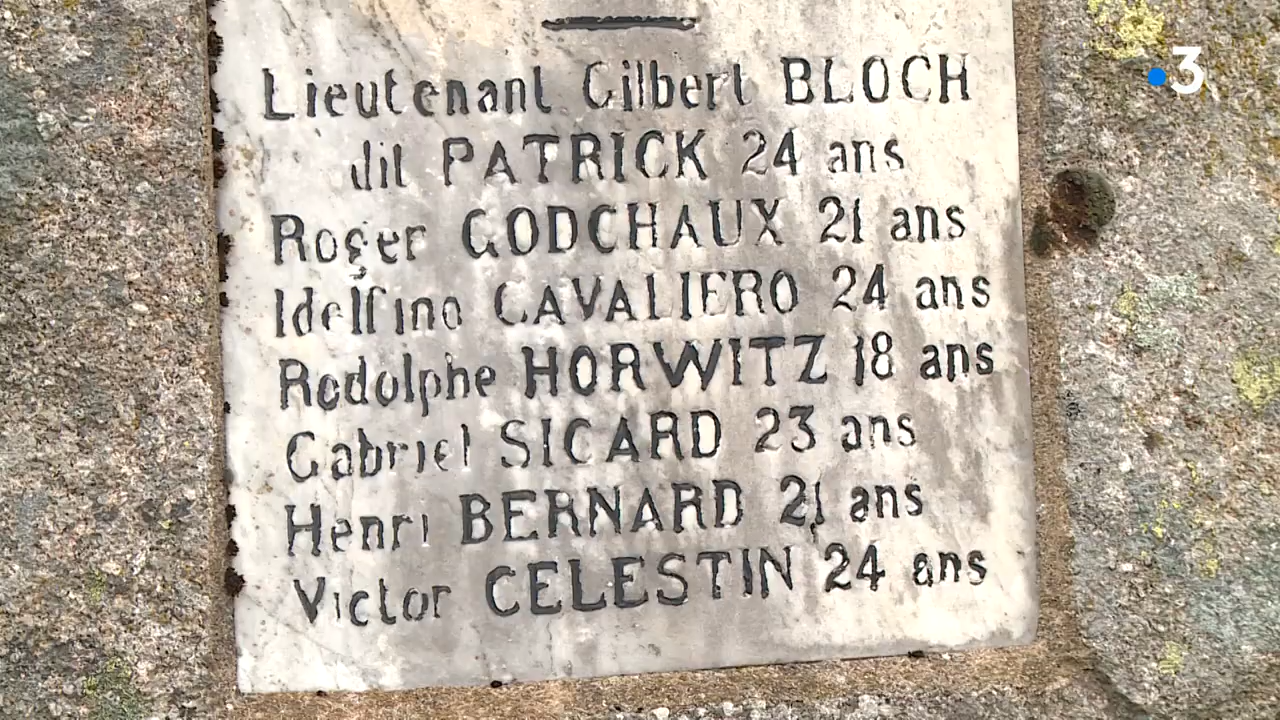 3
Lieutenant Gilbert BLOCH
dit PATRICK 24 ans
Roger GODCHAUX 21 ans
Idelfino CAVALIERO 24 ans
Rodolphe HORWITZ 18 ans
Gabriel SICARD 23 ans
Henri BERNARD 21 ans
Victor CELESTIN 24 ans